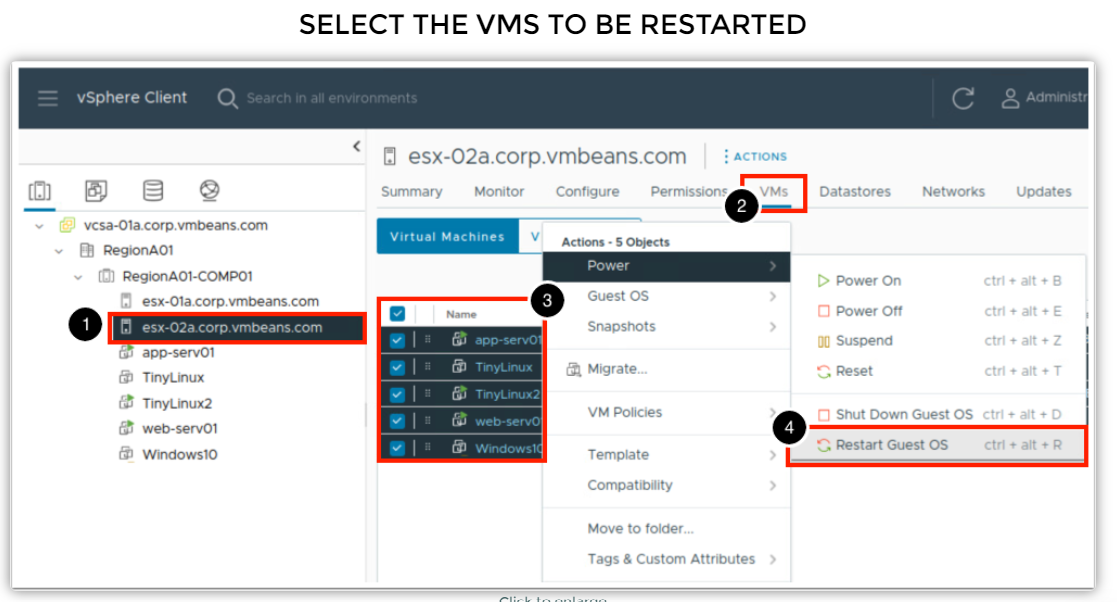 SELECT THE VMS TO BE RESTARTED
vSphere Client
Search in all environments
Administr
esx-02a.corp.vmbeans.com
ACTIONS
Summary
Monitor
Configure
Permissions
VMs
Datastores
Networks
Updates
2
vcsa-01a.corp.vmbeans.com
RegionA01
RegionA01-COMP01
esx-01a.corp.vmbeans.com
1
esx-02a.corp.vmbeans.com
app-serv01
TinyLinux
TinyLinux2
web-serv01
Windows10
Virtual Machines
V
3
Name
app-serv01
TinyLinux
TinyLinux2
web-serv0
Windows10
Actions - 5 Objects
Power
Guest OS
Snapshots
Migrate...
VM Policies
Template
Compatibility
Move to folder...
Tags & Custom Attributes
Power On ctrl + alt + B
Power Off ctrl + alt + E
Suspend ctrl + alt + Z
Reset ctrl + alt + T
Shut Down Guest OS ctrl + alt + D
4
Restart Guest OS ctrl + alt + R
Click to enlarge